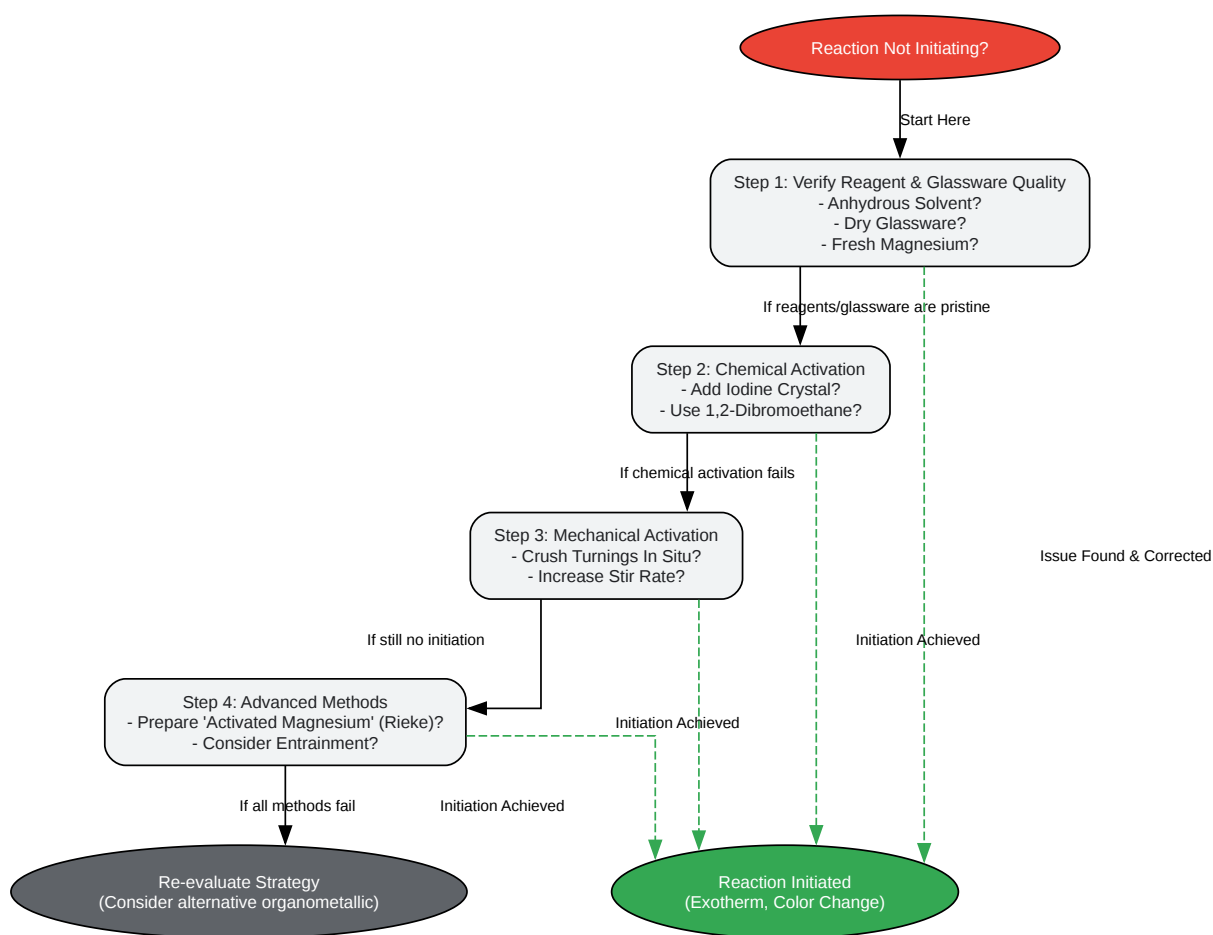 Reaction Not Initiating?
Start Here
Step 1: Verify Reagent & Glassware Quality
- Anhydrous Solvent?
- Dry Glassware?
- Fresh Magnesium?
If reagents/glassware are pristine
Step 2: Chemical Activation
- Add Iodine Crystal?
- Use 1,2-Dibromoethane?
If chemical activation fails
Step 3: Mechanical Activation
- Crush Turnings In Situ?
- Increase Stir Rate?
Issue Found & Corrected
If still no initiation
Initiation Achieved
Step 4: Advanced Methods
- Prepare 'Activated Magnesium' (Rieke)?
- Consider Entrainment?
Initiation Achieved
If all methods fail
Initiation Achieved
Re-evaluate Strategy
(Consider alternative organometallic)
Reaction Initiated
(Exotherm, Color Change)